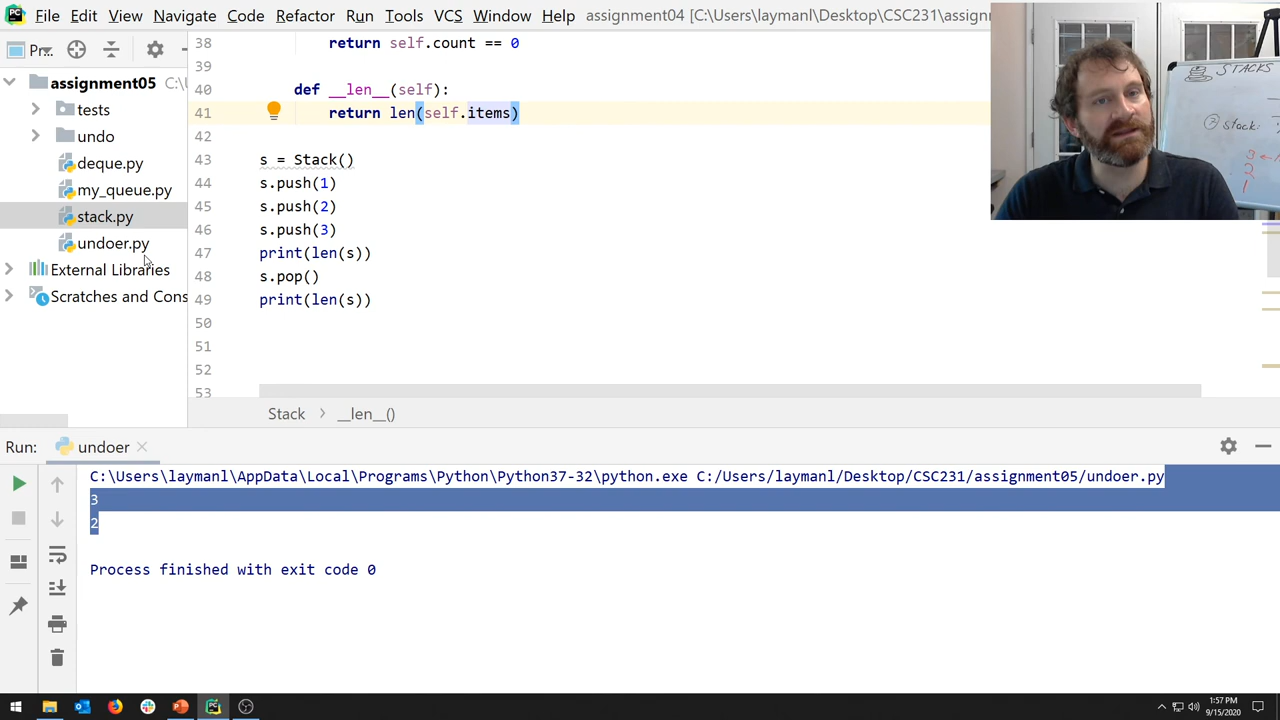 File Edit View Navigate Code Refactor Run Tools VCS Window Help assignment04 [C:\Users\laymanl\Desktop\CSC231\assignm
Pr...
assignment05 C:\
tests
undo
deque.py
my_queue.py
stack.py
undoer.py
External Libraries
Scratches and Cons
38 return self.count == 0
39
40 def __len__(self):
41 return len(self.items)
42
43 s = Stack()
44 s.push(1)
45 s.push(2)
46 s.push(3)
47 print(len(s))
48 s.pop()
49 print(len(s))
50
51
52
53
Stack > __len__()
STACKS
Stack:
3
2
1
Run: undoer
C:\Users\laymanl\AppData\Local\Programs\Python\Python37-32\python.exe C:/Users/laymanl/Desktop/CSC231/assignment05/undoer.py
3
2
Process finished with exit code 0
1:57 PM
9/15/2020